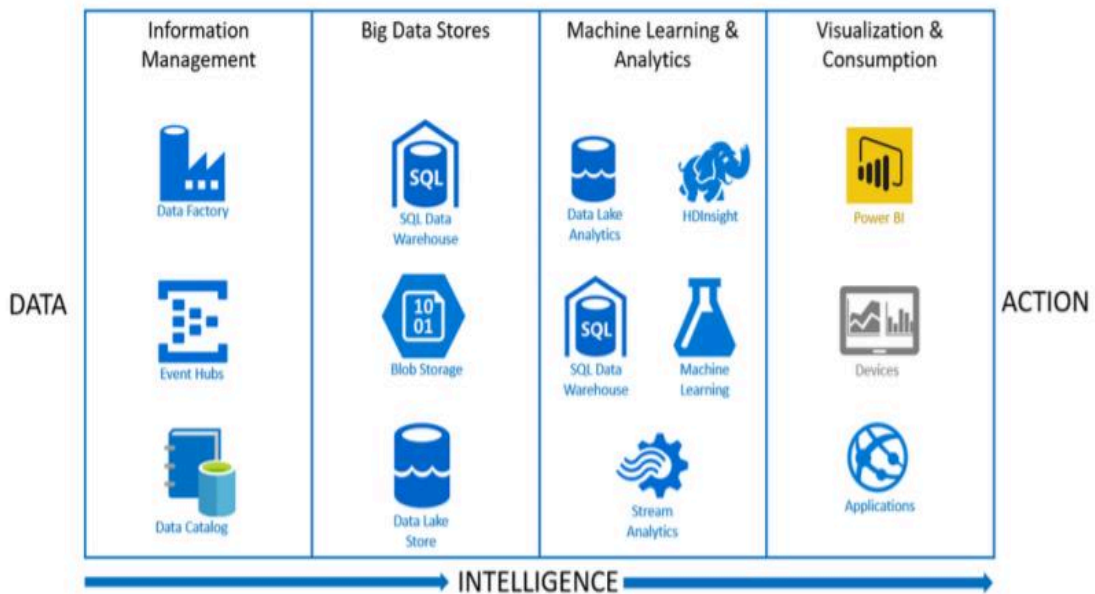 Information
Management
Big Data Stores
Machine Learning &
Analytics
Visualization &
Consumption
Data Factory
SQL
SQL Data
Warehouse
Data Lake
Analytics
HDInsight
Power BI
DATA
Event Hubs
10
01
Blob Storage
SQL
SQL Data
Warehouse
Machine
Learning
Devices
ACTION
Data Catalog
Data Lake
Store
Stream
Analytics
Applications
INTELLIGENCE